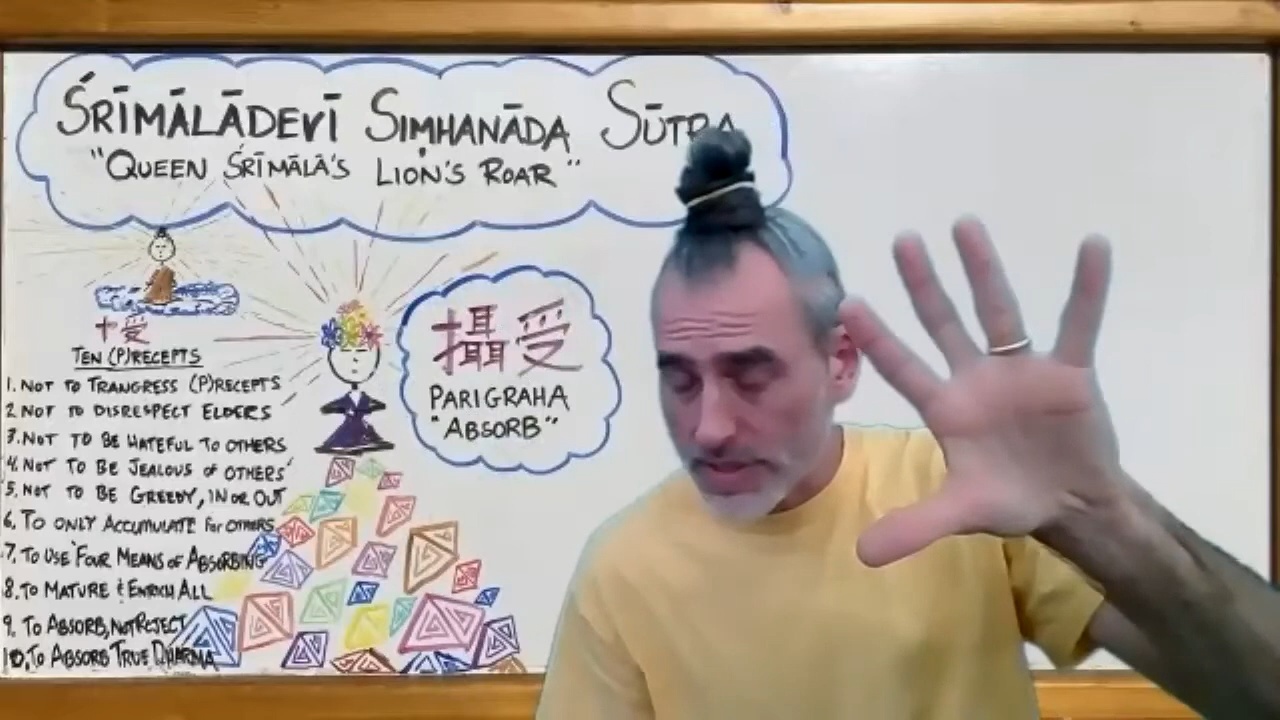 ŚRĪMĀLĀDEVĪ SIṂHANĀDA SŪTRA
"QUEEN ŚRĪMĀLĀ'S LION'S ROAR"
十受
TEN (P)RECEPTS
1. NOT TO TRANGRESS (P)RECEPTS
2 NOT TO DISRESPECT ELDERS
3. NOT TO BE HATEFUL TO OTHERS
4. NOT TO BE JEALOUS OF OTHERS'
5. NOT TO BE GREEDY, IN OR OUT
6. TO ONLY ACCUMULATE FOR OTHERS
7. TO USE 'FOUR MEANS OF ABSORBING'
8. TO MATURE & ENRICH ALL
9. TO ABSORB, NOT REJECT
10. TO ABSORB TRUE DHARMA
攝受
PARIGRAHA
"ABSORB"